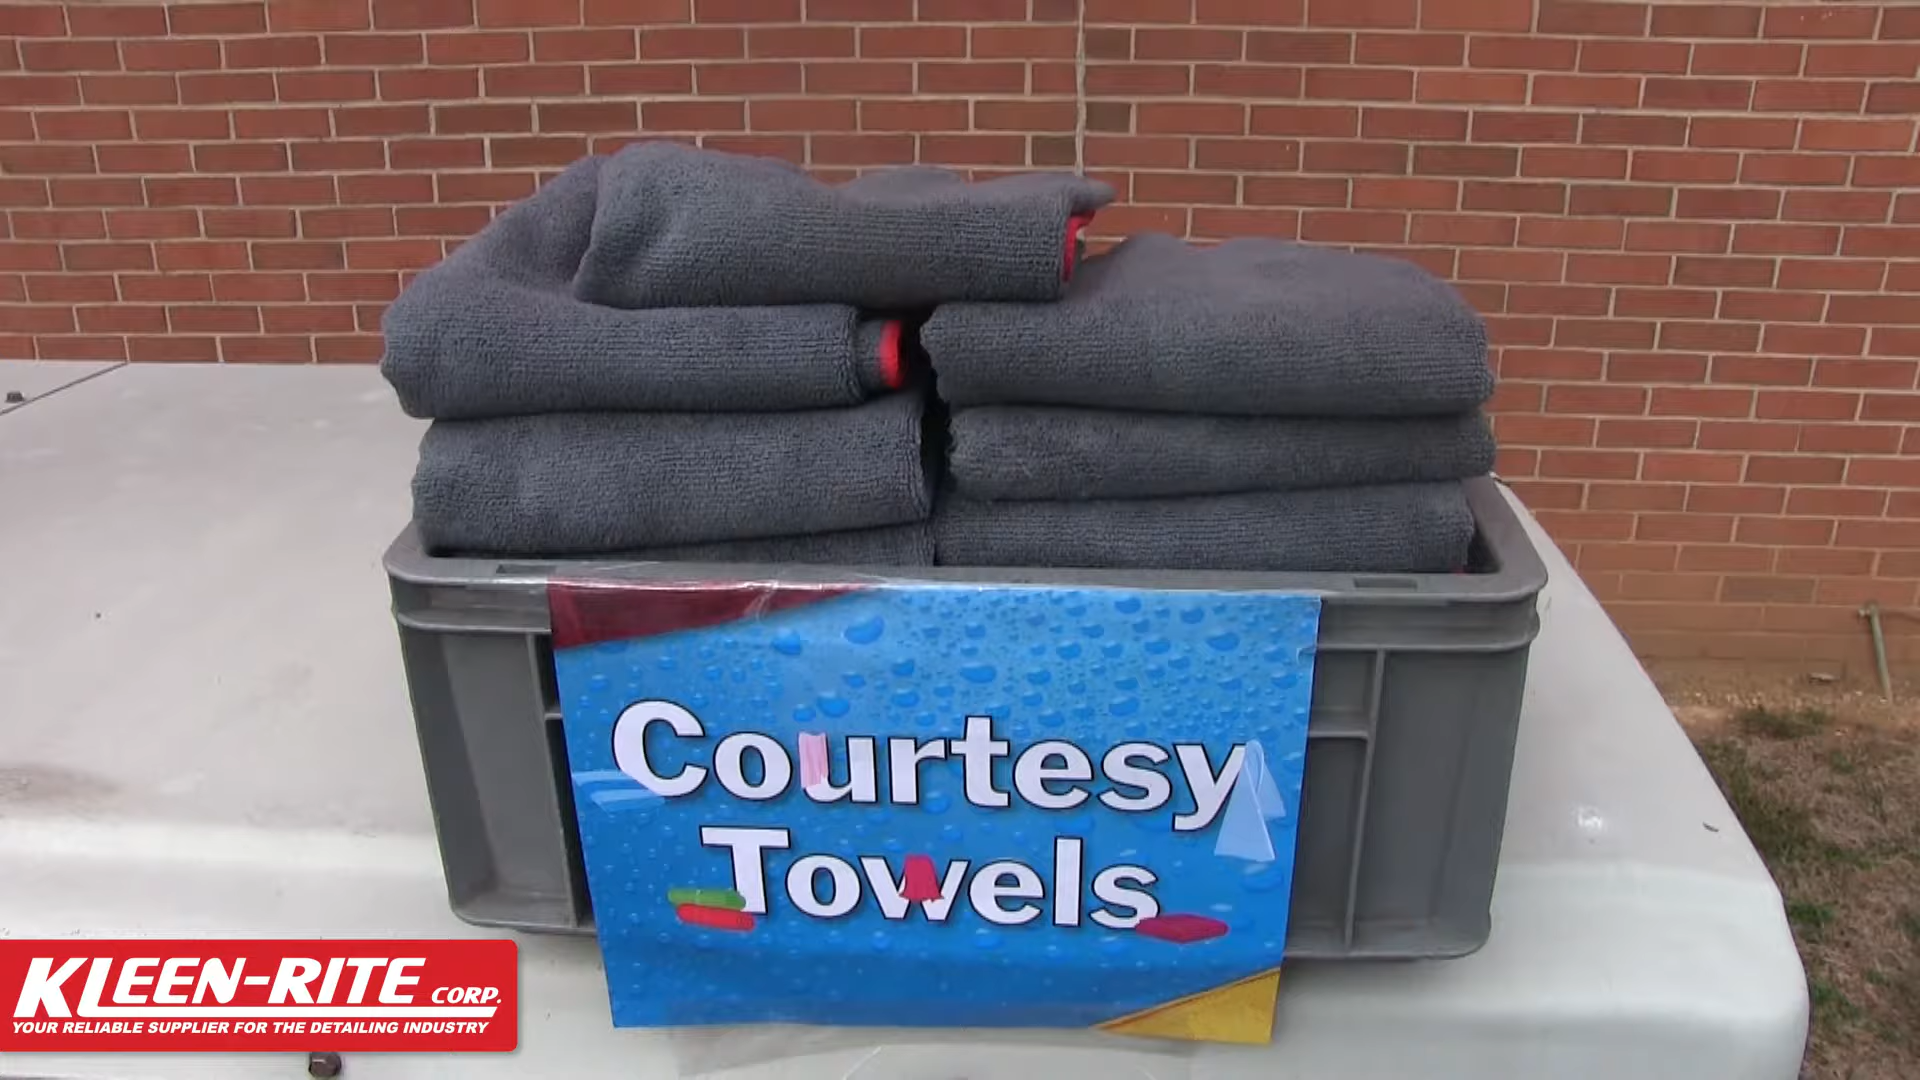 Courtesy
Towels
KLEEN-RITE CORP.
YOUR RELIABLE SUPPLIER FOR THE DETAILING INDUSTRY